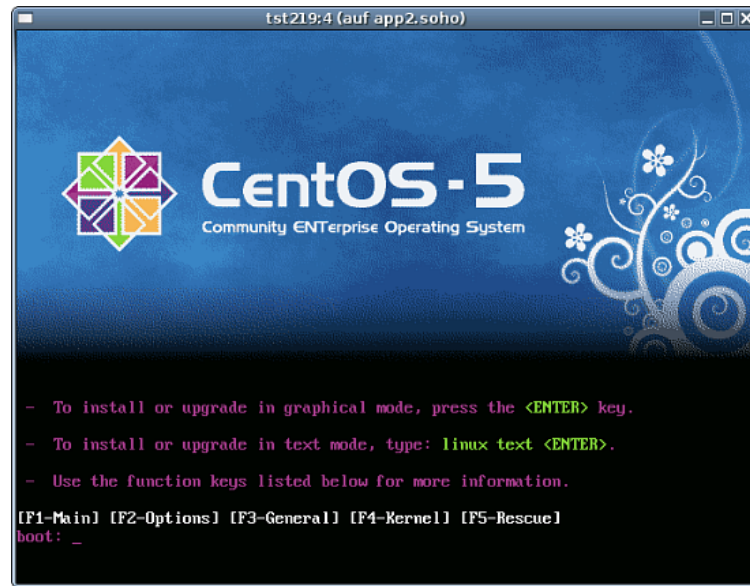 tst219:4 (auf app2.soho)
CentOS-5
Community ENTerprise Operating System
- To install or upgrade in graphical mode, press the <ENTER> key.
- To install or upgrade in text mode, type: linux text <ENTER>.
- Use the function keys listed below for more information.
[F1-Main] [F2-Options] [F3-General] [F4-Kernel] [F5-Rescue]
boot: _